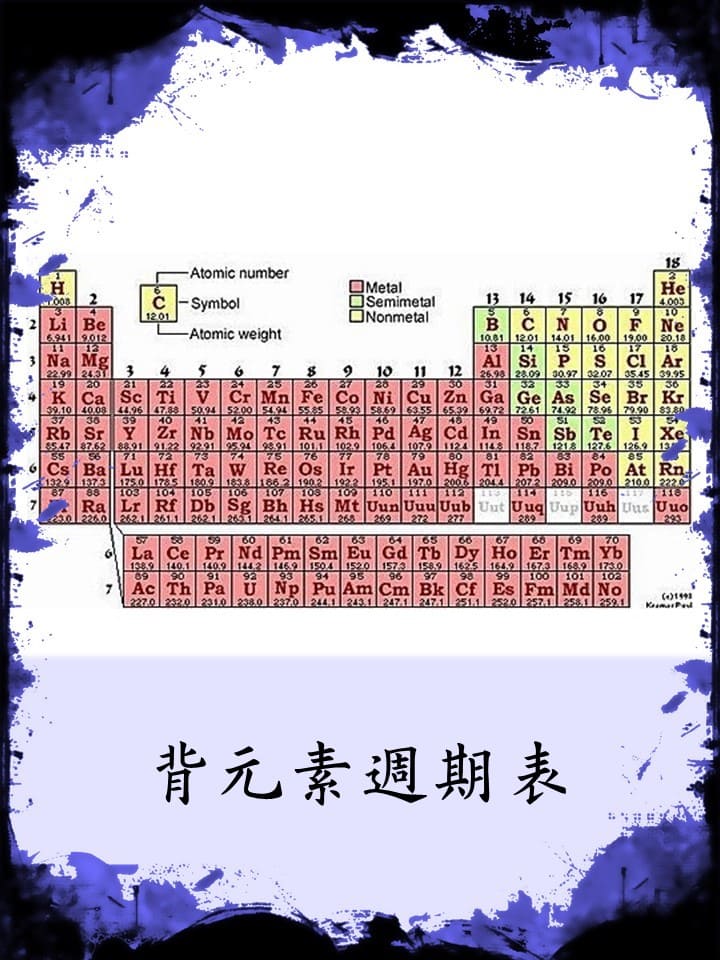 18
1 2
H He
1.008 4.003
Atomic number
6
C
12.01
Symbol
Atomic weight
Metal
Semimetal
Nonmetal
2 13 14 15 16 17
3 4 5 6 7 8 9 10
2 Li Be B C N O F Ne
6.941 9.012 10.81 12.01 14.01 16.00 19.00 20.18
11 12 13 14 15 16 17 18
3 Na Mg 3 4 5 6 7 8 9 10 11 12 Al Si P S Cl Ar
22.99 24.31 26.98 28.09 30.97 32.07 35.45 39.95
19 20 21 22 23 24 25 26 27 28 29 30 31 32 33 34 35 36
4 K Ca Sc Ti V Cr Mn Fe Co Ni Cu Zn Ga Ge As Se Br Kr
39.10 40.08 44.96 47.88 50.94 52.00 54.94 55.85 58.93 58.69 63.55 65.39 69.72 72.61 74.92 78.96 79.90 83.80
37 38 39 40 41 42 43 44 45 46 47 48 49 50 51 52 53 54
Rb Sr Y Zr Nb Mo Tc Ru Rh Pd Ag Cd In Sn Sb Te I Xe
85.47 87.62 88.91 91.22 92.91 95.94 98.91 101.1 102.9 106.4 107.9 112.4 114.8 118.7 121.8 127.6 126.9
55 56 71 72 73 74 75 76 77 78 79 80 81 82 83 84 85 86
6 Cs Ba Lu Hf Ta W Re Os Ir Pt Au Hg Tl Pb Bi Po At Rn
132.9 137.3 175.0 178.5 180.9 183.8 186.2 190.2 192.2 195.1 197.0 200.6 204.4 207.2 209.0 209.0 210.0 222.0
87 88 103 104 105 106 107 108 109 110 111 112 113 114 115 116 117 118
7 Ra Lr Rf Db Sg Bh Hs Mt Uun Uuu Uub Uut Uuq Uup Uuh Uus Uuo
223.0 226.0 262.1 261.1 262.1 263.1 264.1 265.1 268 269 272 277 289 289 293
57 58 59 60 61 62 63 64 65 66 67 68 69 70
6 La Ce Pr Nd Pm Sm Eu Gd Tb Dy Ho Er Tm Yb
138.9 140.1 140.9 144.2 146.9 150.4 152.0 157.3 158.9 162.5 164.9 167.3 168.9 173.0
89 90 91 92 93 94 95 96 97 98 99 100 101 102
7 Ac Th Pa U Np Pu Am Cm Bk Cf Es Fm Md No
227.0 232.0 231.0 238.0 237.0 244.1 243.1 247.1 247.1 251.1 252.0 257.1 258.1 259.1
背元素週期表